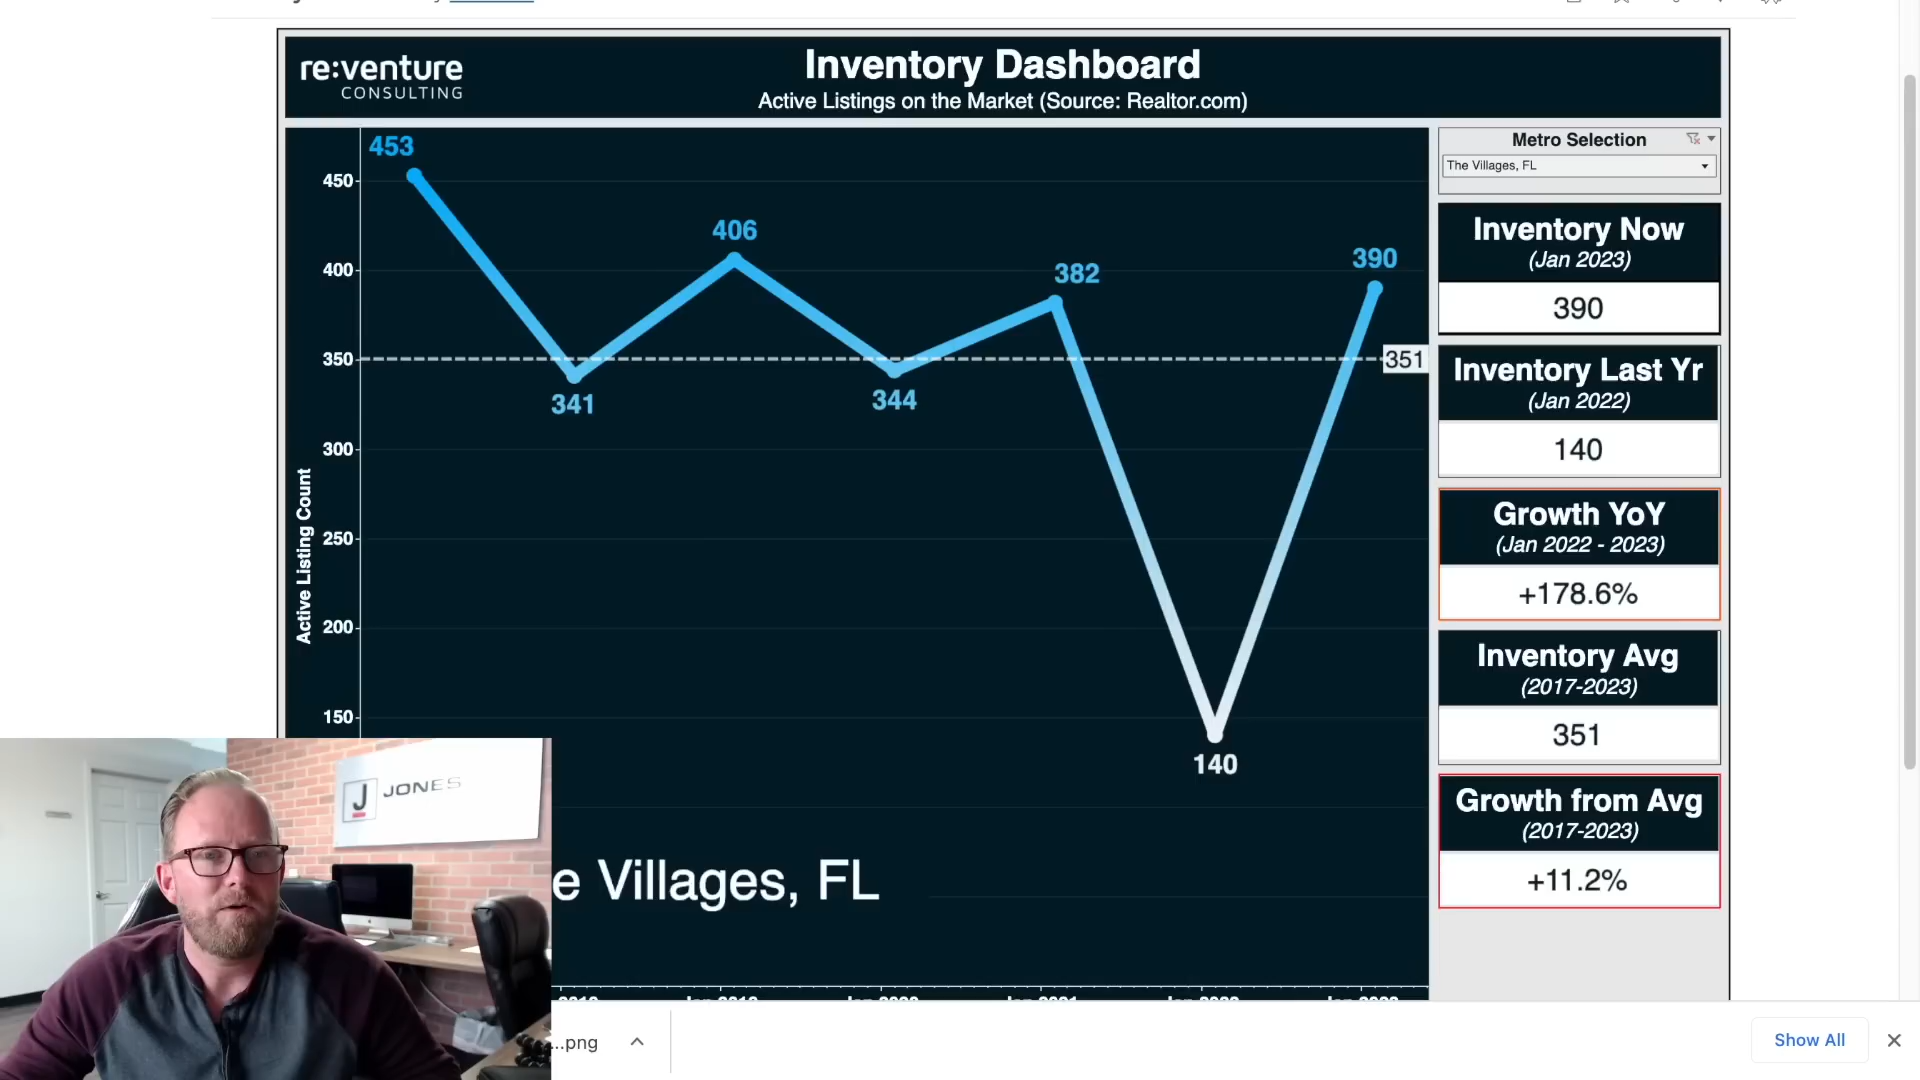 re:venture
CONSULTING
Inventory Dashboard
Active Listings on the Market (Source: Realtor.com)
453
450
406
400
382
390
350
351
341
344
300
250
200
150
140
Active Listing Count
e Villages, FL
Metro Selection
The Villages, FL
Inventory Now
(Jan 2023)
390
Inventory Last Yr
(Jan 2022)
140
Growth YoY
(Jan 2022 - 2023)
+178.6%
Inventory Avg
(2017-2023)
351
Growth from Avg
(2017-2023)
+11.2%
J JONES
...png
Show All